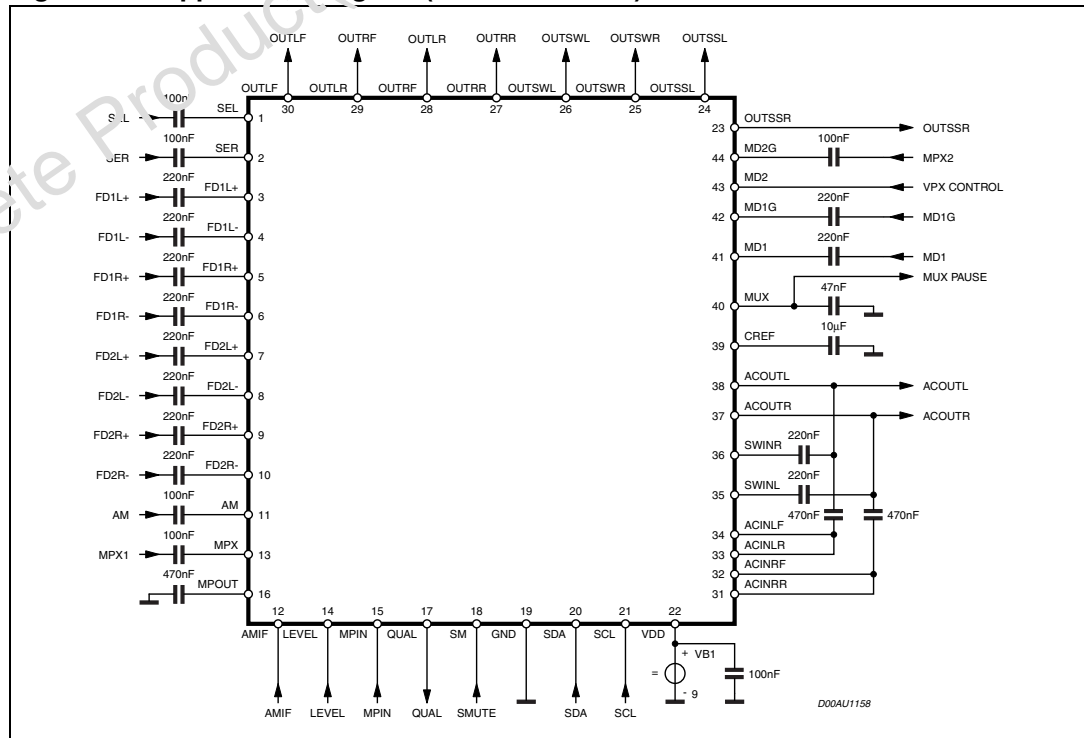 OUTLF OUTRF OUTLR OUTRR OUTSWL OUTSWR OUTSSL
OUTLF OUTLR OUTRF OUTRR OUTSWL OUTSWR OUTSSL
30 29 28 27 26 25 24
SEL 100nF SEL 1
SER 100nF SER 2
FD1L+ 220nF FD1L+ 3
FD1L- 220nF FD1L- 4
FD1R+ 220nF FD1R+ 5
FD1R- 220nF FD1R- 6
FD2L+ 220nF FD2L+ 7
FD2L- 220nF FD2L- 8
FD2R+ 220nF FD2R+ 9
FD2R- 220nF FD2R- 10
AM 100nF AM 11
MPX1 100nF MPX 13
470nF MPOUT 16
23 OUTSSR OUTSSR
44 MD2G 100nF MPX2
43 MD2 VPX CONTROL
42 MD1G 220nF MD1G
41 MD1 220nF MD1
MUX PAUSE
40 MUX 47nF
39 CREF 10µF
38 ACOUTL ACOUTL
37 ACOUTR ACOUTR
36 SWINR 220nF
35 SWINL 220nF
470nF 470nF
34 ACINLF
33 ACINLR
32 ACINRF
31 ACINRR
12 14 15 17 18 19 20 21 22
AMIF LEVEL MPIN QUAL SM GND SDA SCL VDD
+ VB1
=
- 9
100nF
AMIF LEVEL MPIN QUAL SMUTE SDA SCL
D00AU1158
ete Product